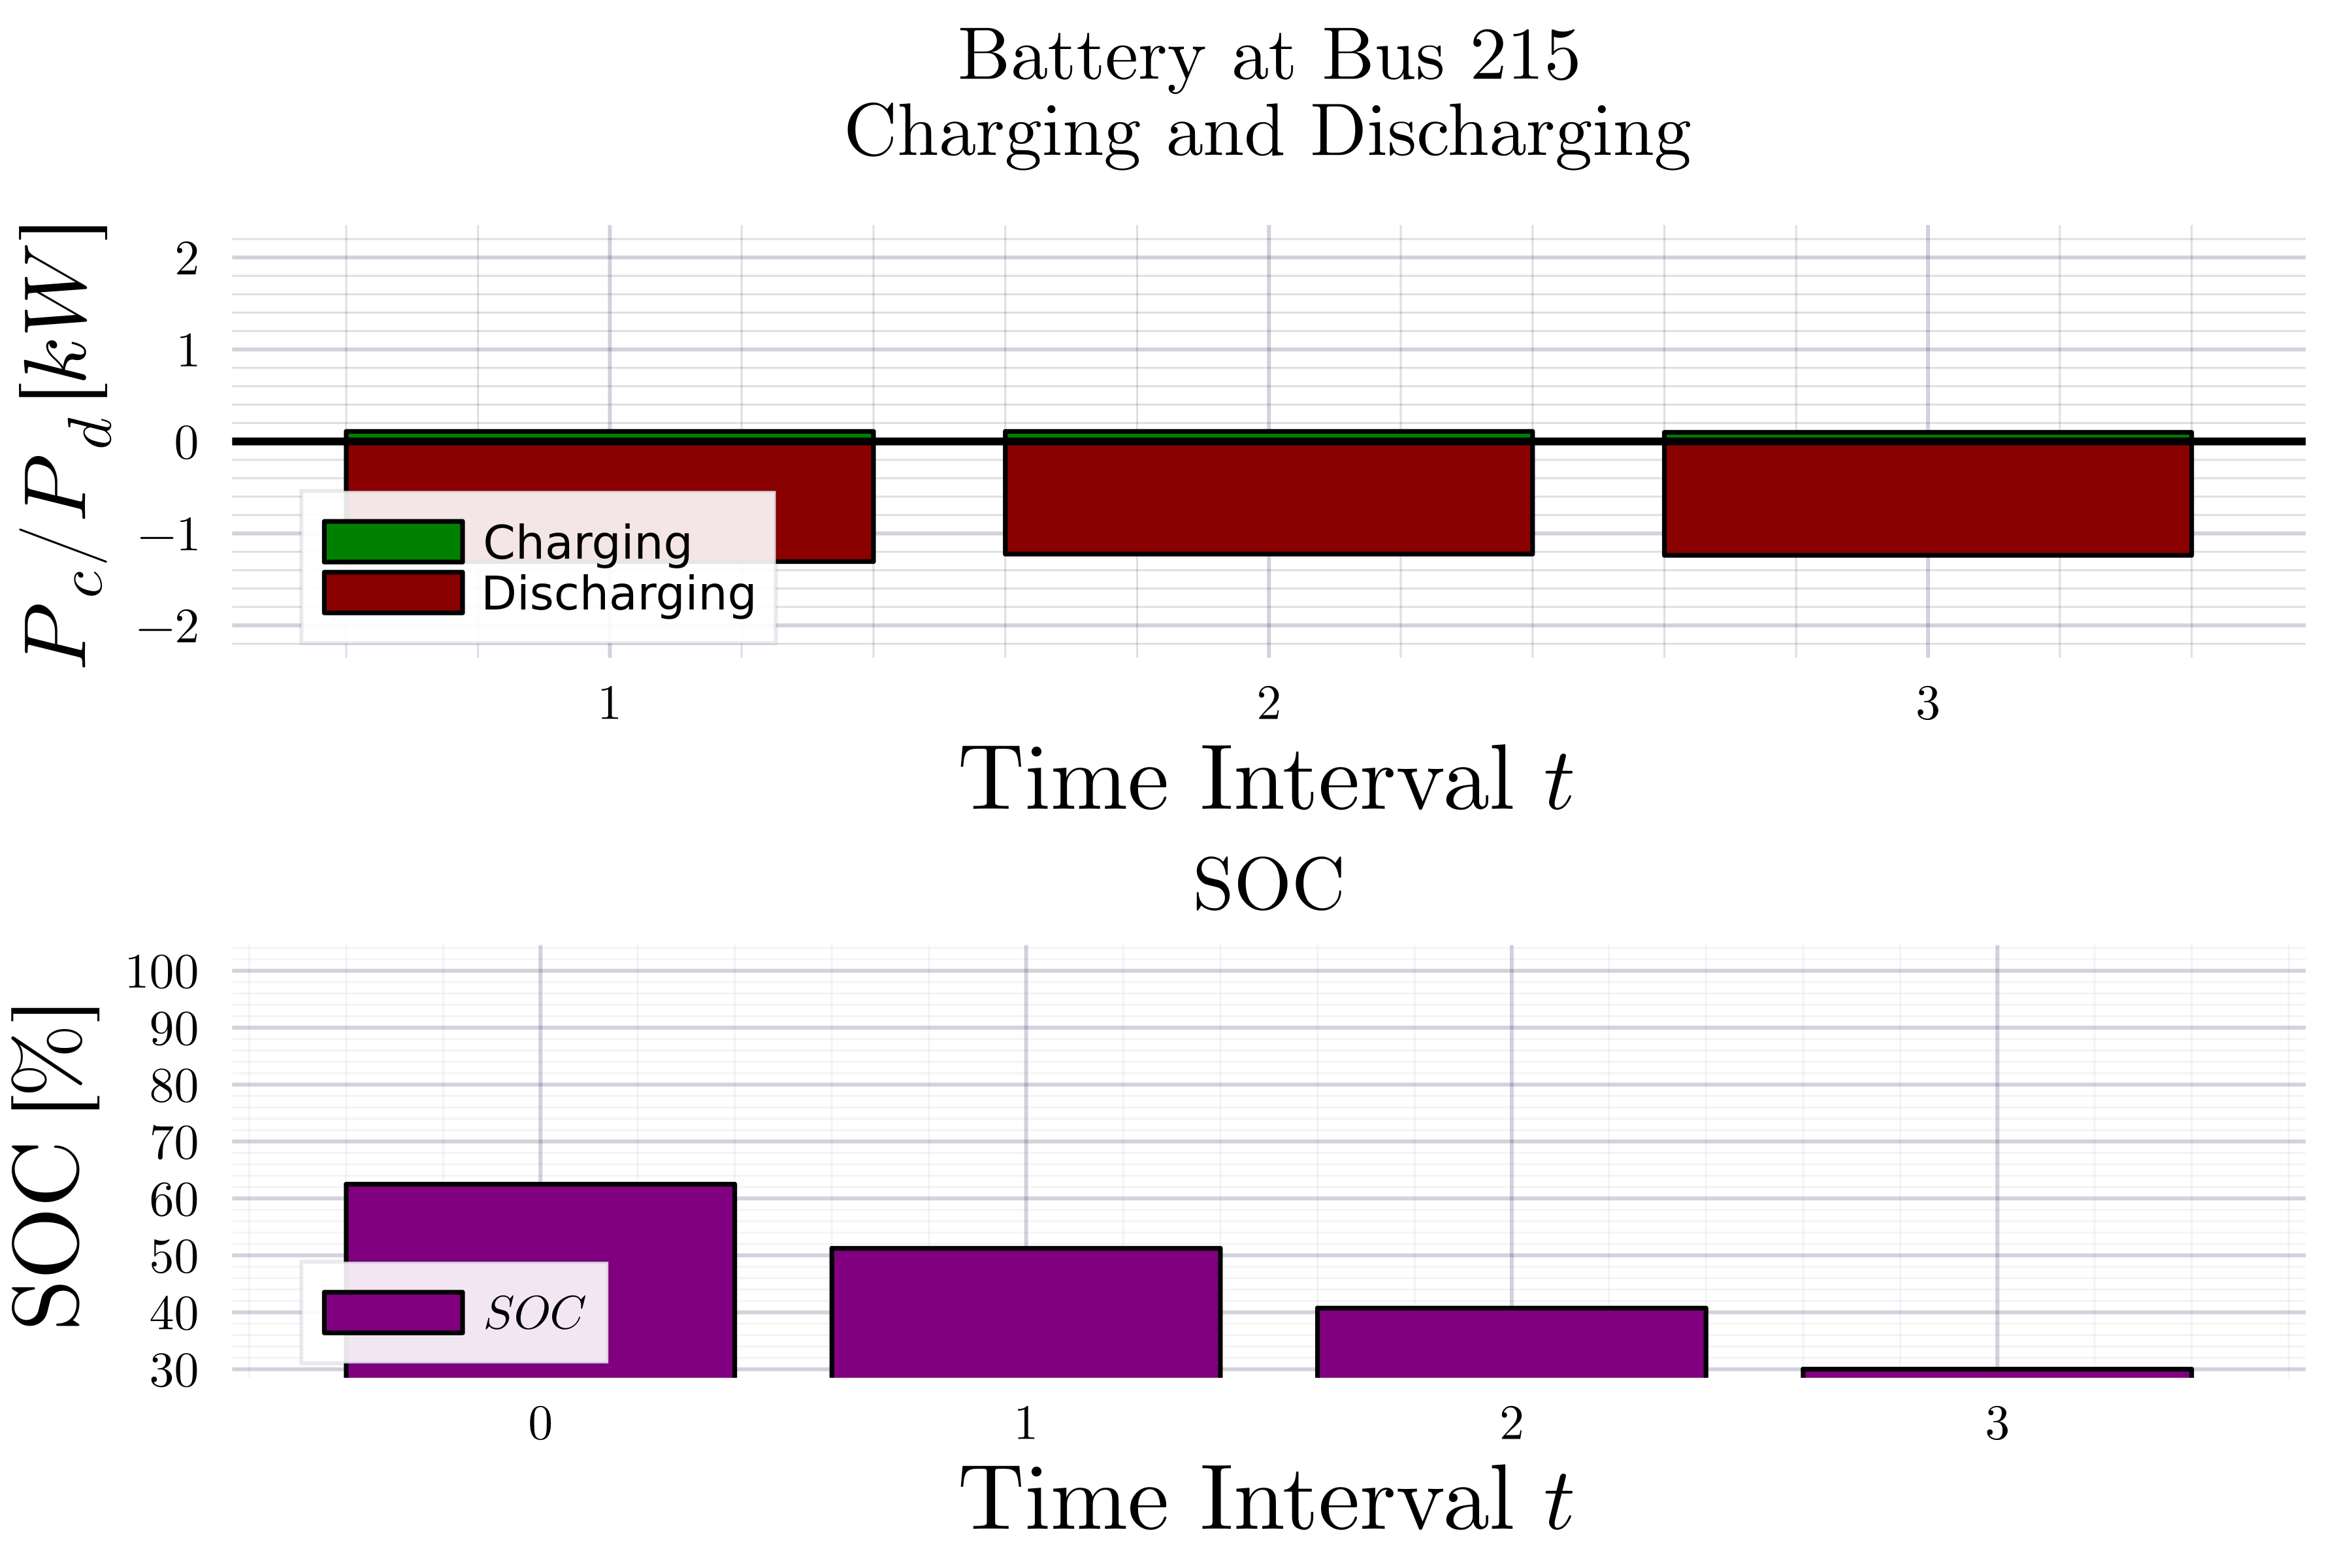 Battery at Bus 215
Charging and Discharging
P_c/P_d [kW]
2
1
0
−1
−2
Charging
Discharging
1 2 3
Time Interval t
SOC
SOC [%]
100
90
80
70
60
50
40
30
SOC
0 1 2 3
Time Interval t